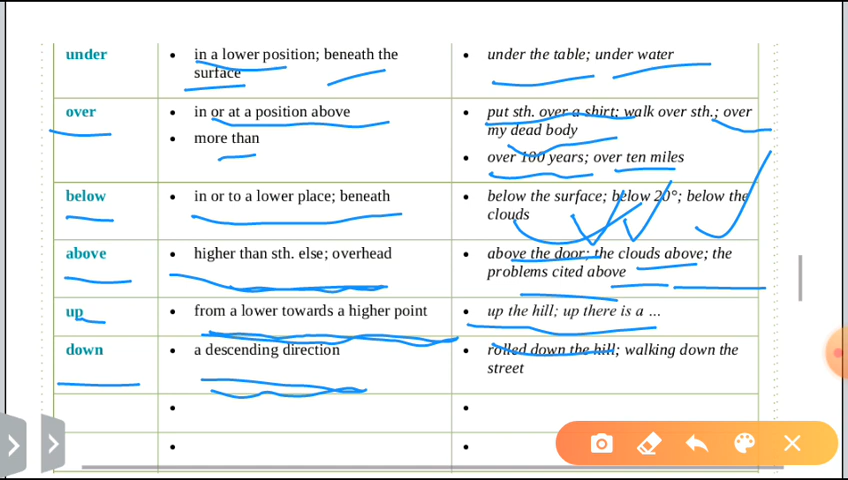 under
in a lower position; beneath the
surface
under the table; under water
over
in or at a position above
more than
put sth. over a shirt; walk over sth.; over
my dead body
over 100 years; over ten miles
below
in or to a lower place; beneath
below the surface; below 20°; below the
clouds
above
higher than sth. else; overhead
above the door; the clouds above; the
problems cited above
up
from a lower towards a higher point
up the hill; up there is a ...
down
a descending direction
rolled down the hill; walking down the
street